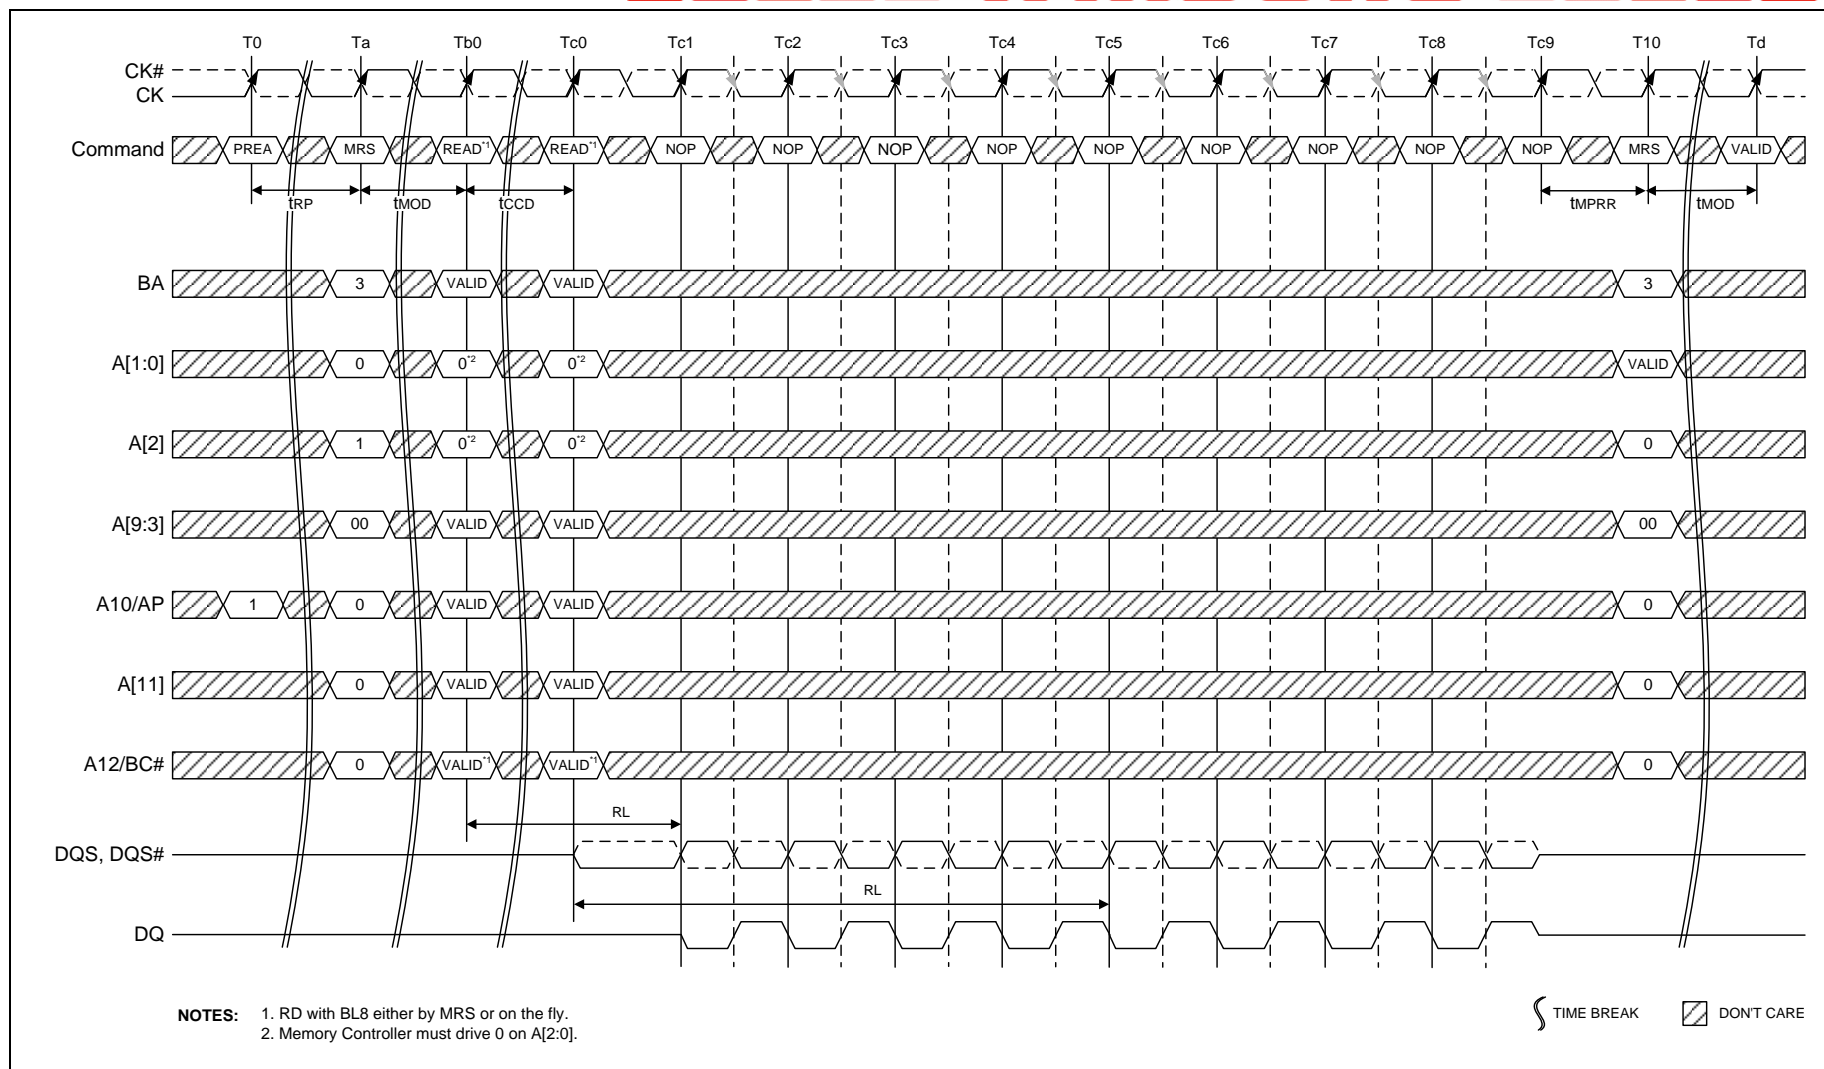 T0 Ta Tb0 Tc0 Tc1 Tc2 Tc3 Tc4 Tc5 Tc6 Tc7 Tc8 Tc9 T10 Td
CK#
CK
Command PREA MRS READ*1 READ*1 NOP NOP NOP NOP NOP NOP NOP NOP NOP MRS VALID
tRP tMOD tCCD tMPRR tMOD
BA 3 VALID VALID 3
A[1:0] 0 0*2 0*2 VALID
A[2] 1 0*2 0*2 0
A[9:3] 00 VALID VALID 00
A10/AP 1 0 VALID VALID 0
A[11] 0 VALID VALID 0
A12/BC# 0 VALID*1 VALID*1 0
RL
DQS, DQS#
RL
DQ
NOTES: 1. RD with BL8 either by MRS or on the fly.
2. Memory Controller must drive 0 on A[2:0].
TIME BREAK DON'T CARE